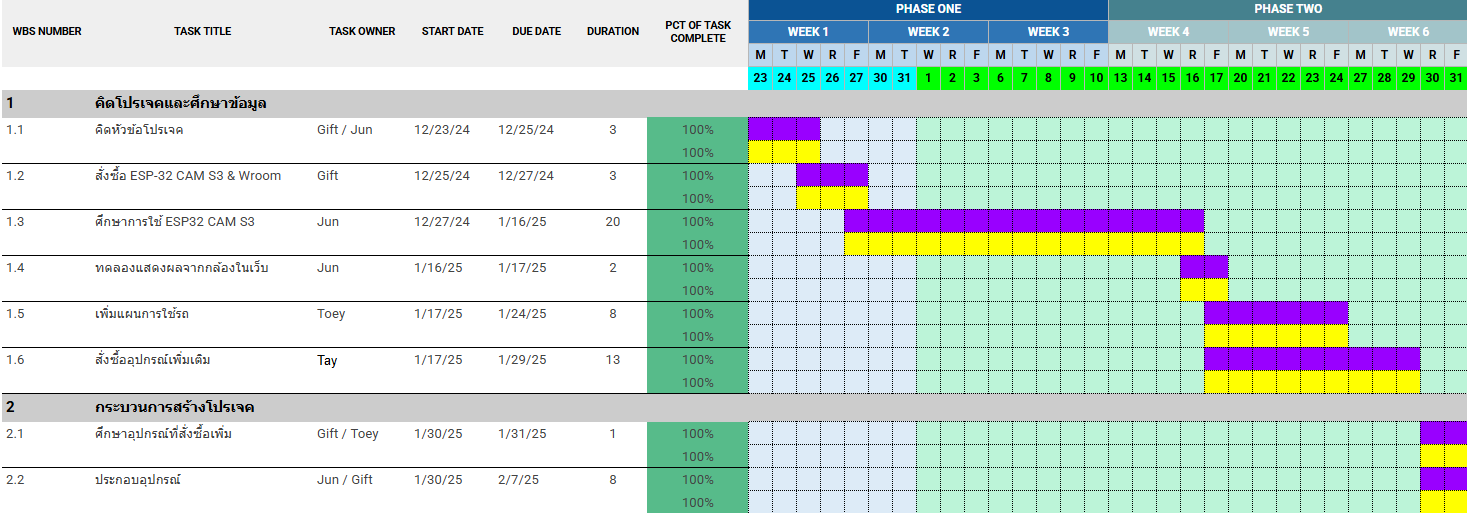 PHASE ONE PHASE TWO
WBS NUMBER TASK TITLE TASK OWNER START DATE DUE DATE DURATION PCT OF TASK COMPLETE
WEEK 1 WEEK 2 WEEK 3 WEEK 4 WEEK 5 WEEK 6
M T W R F M T W R F M T W R F M T W R F M T W R F M T W R F
23 24 25 26 27 30 31 1 2 3 6 7 8 9 10 13 14 15 16 17 20 21 22 23 24 27 28 29 30 31
1 คิดโปรเจคและศึกษาข้อมูล
1.1 คิดหัวข้อโปรเจค Gift / Jun 12/23/24 12/25/24 3 100%
100%
1.2 สั่งซื้อ ESP-32 CAM S3 & Wroom Gift 12/25/24 12/27/24 3 100%
100%
1.3 ศึกษาการใช้ ESP32 CAM S3 Jun 12/27/24 1/16/25 20 100%
100%
1.4 ทดลองแสดงผลจากกล้องในเว็บ Jun 1/16/25 1/17/25 2 100%
100%
1.5 เพิ่มแผนการใช้รถ Toey 1/17/25 1/24/25 8 100%
100%
1.6 สั่งซื้ออุปกรณ์เพิ่มเติม Tay 1/17/25 1/29/25 13 100%
100%
2 กระบวนการสร้างโปรเจค
2.1 ศึกษาอุปกรณ์ที่สั่งซื้อเพิ่ม Gift / Toey 1/30/25 1/31/25 1 100%
100%
2.2 ประกอบอุปกรณ์ Jun / Gift 1/30/25 2/7/25 8 100%
100%